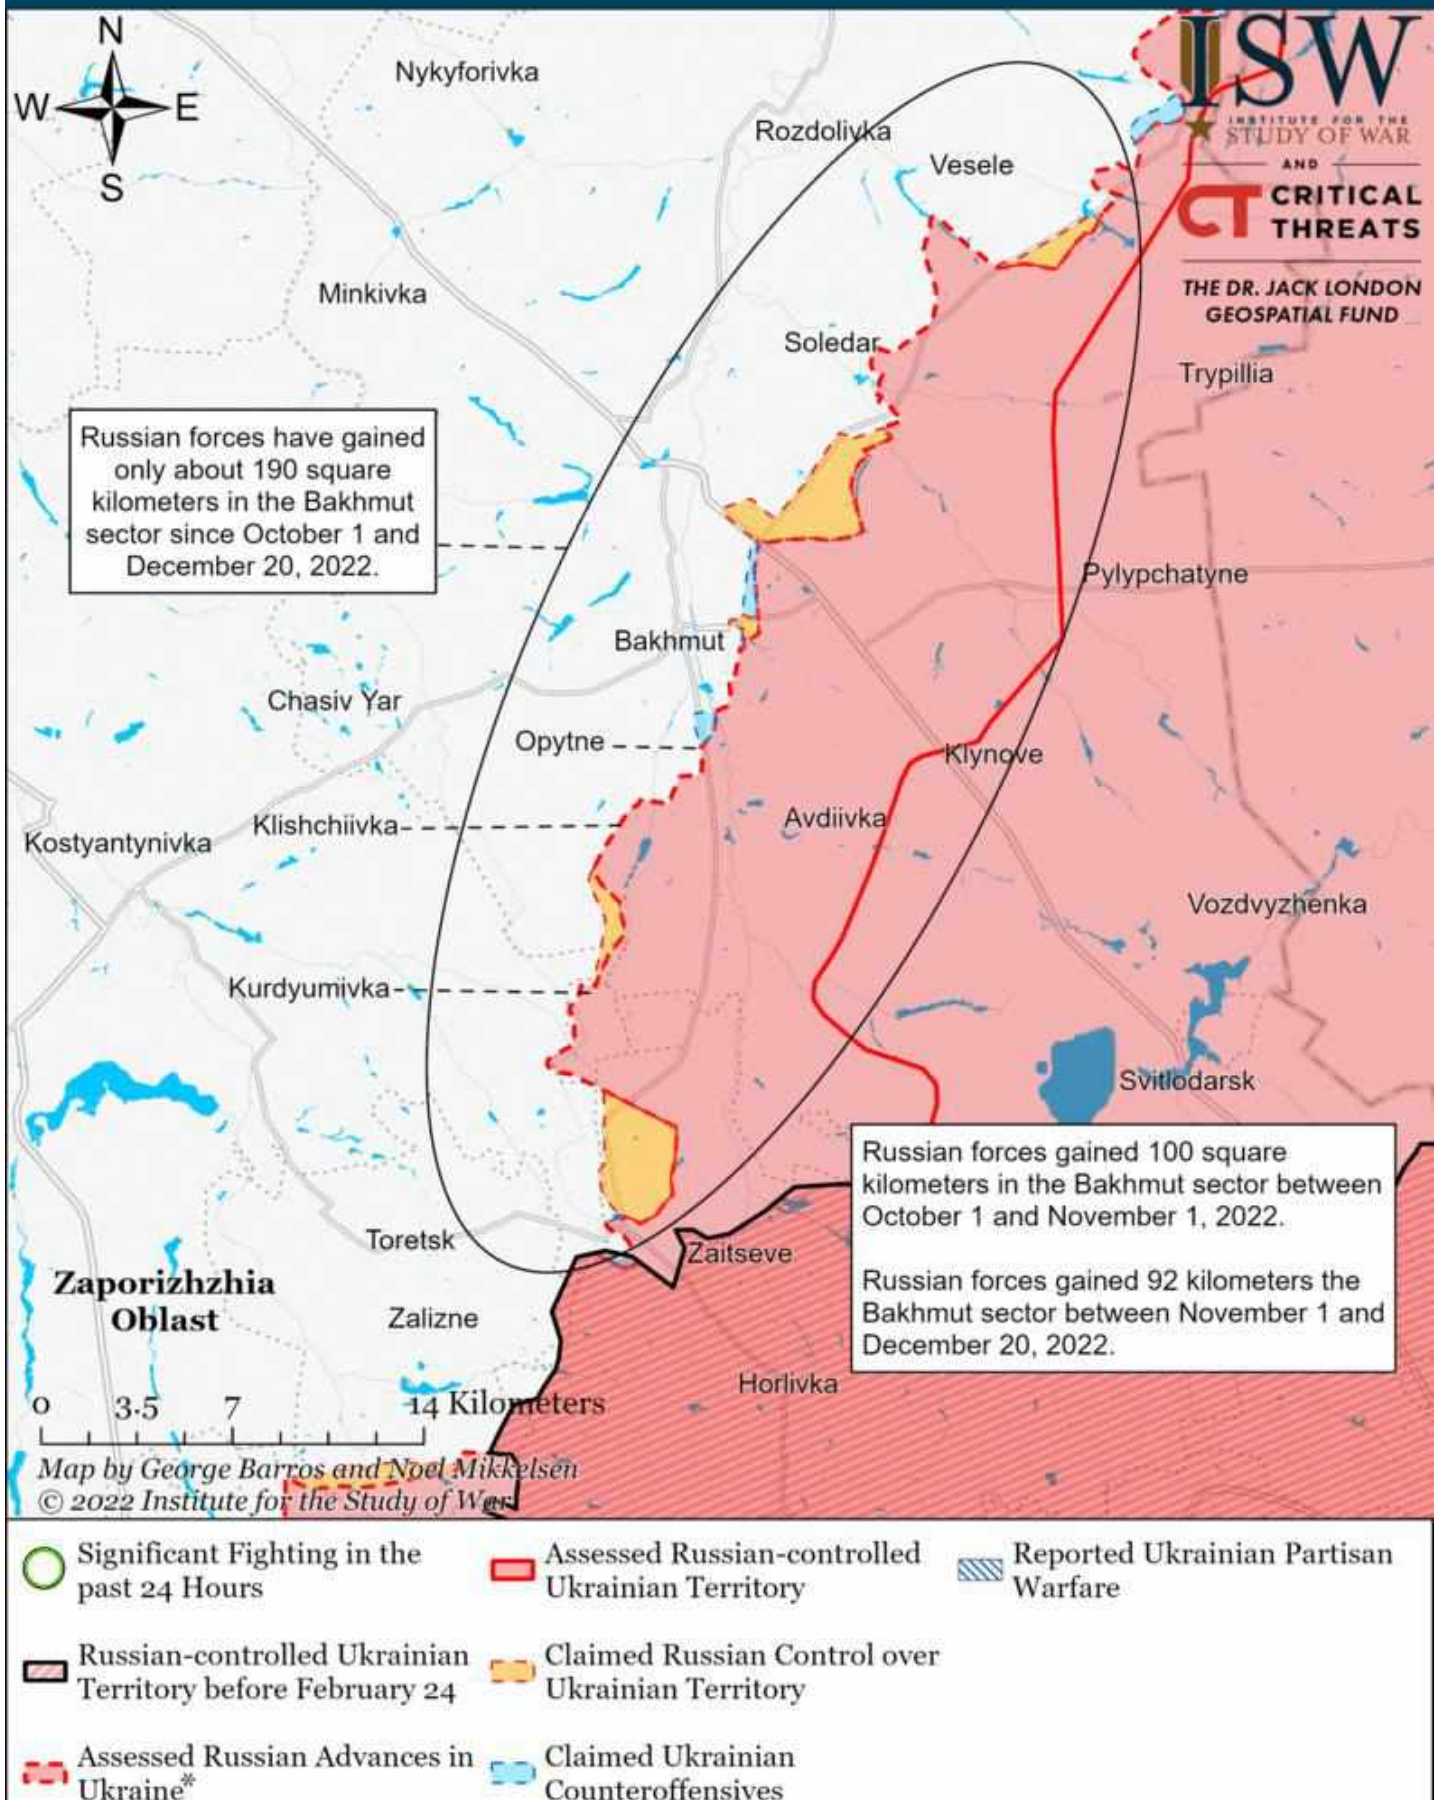 N
W
E
S
ISW
INSTITUTE FOR THE
STUDY OF WAR
AND
CT CRITICAL
THREATS
THE DR. JACK LONDON
GEOSPATIAL FUND
Nykyforivka
Rozdolivka
Vesele
Minkivka
Soledar
Trypillia
Russian forces have gained
only about 190 square
kilometers in the Bakhmut
sector since October 1 and
December 20, 2022.
Pylypchatyne
Bakhmut
Chasiv Yar
Opytne
Klynove
Klishchiivka
Avdiivka
Kostyantynivka
Vozdvyzhenka
Kurdyumivka
Svitlodarsk
Russian forces gained 100 square
kilometers in the Bakhmut sector between
October 1 and November 1, 2022.
Russian forces gained 92 kilometers the
Bakhmut sector between November 1 and
December 20, 2022.
Toretsk
Zaitseve
Zaporizhzhia
Oblast
Zalizne
Horlivka
0 3.5 7 14 Kilometers
Map by George Barros and Noel Mikkelsen
© 2022 Institute for the Study of War
Significant Fighting in the
past 24 Hours
Assessed Russian-controlled
Ukrainian Territory
Reported Ukrainian Partisan
Warfare
Russian-controlled Ukrainian
Territory before February 24
Claimed Russian Control over
Ukrainian Territory
Assessed Russian Advances in
Ukraine*
Claimed Ukrainian
Counteroffensives